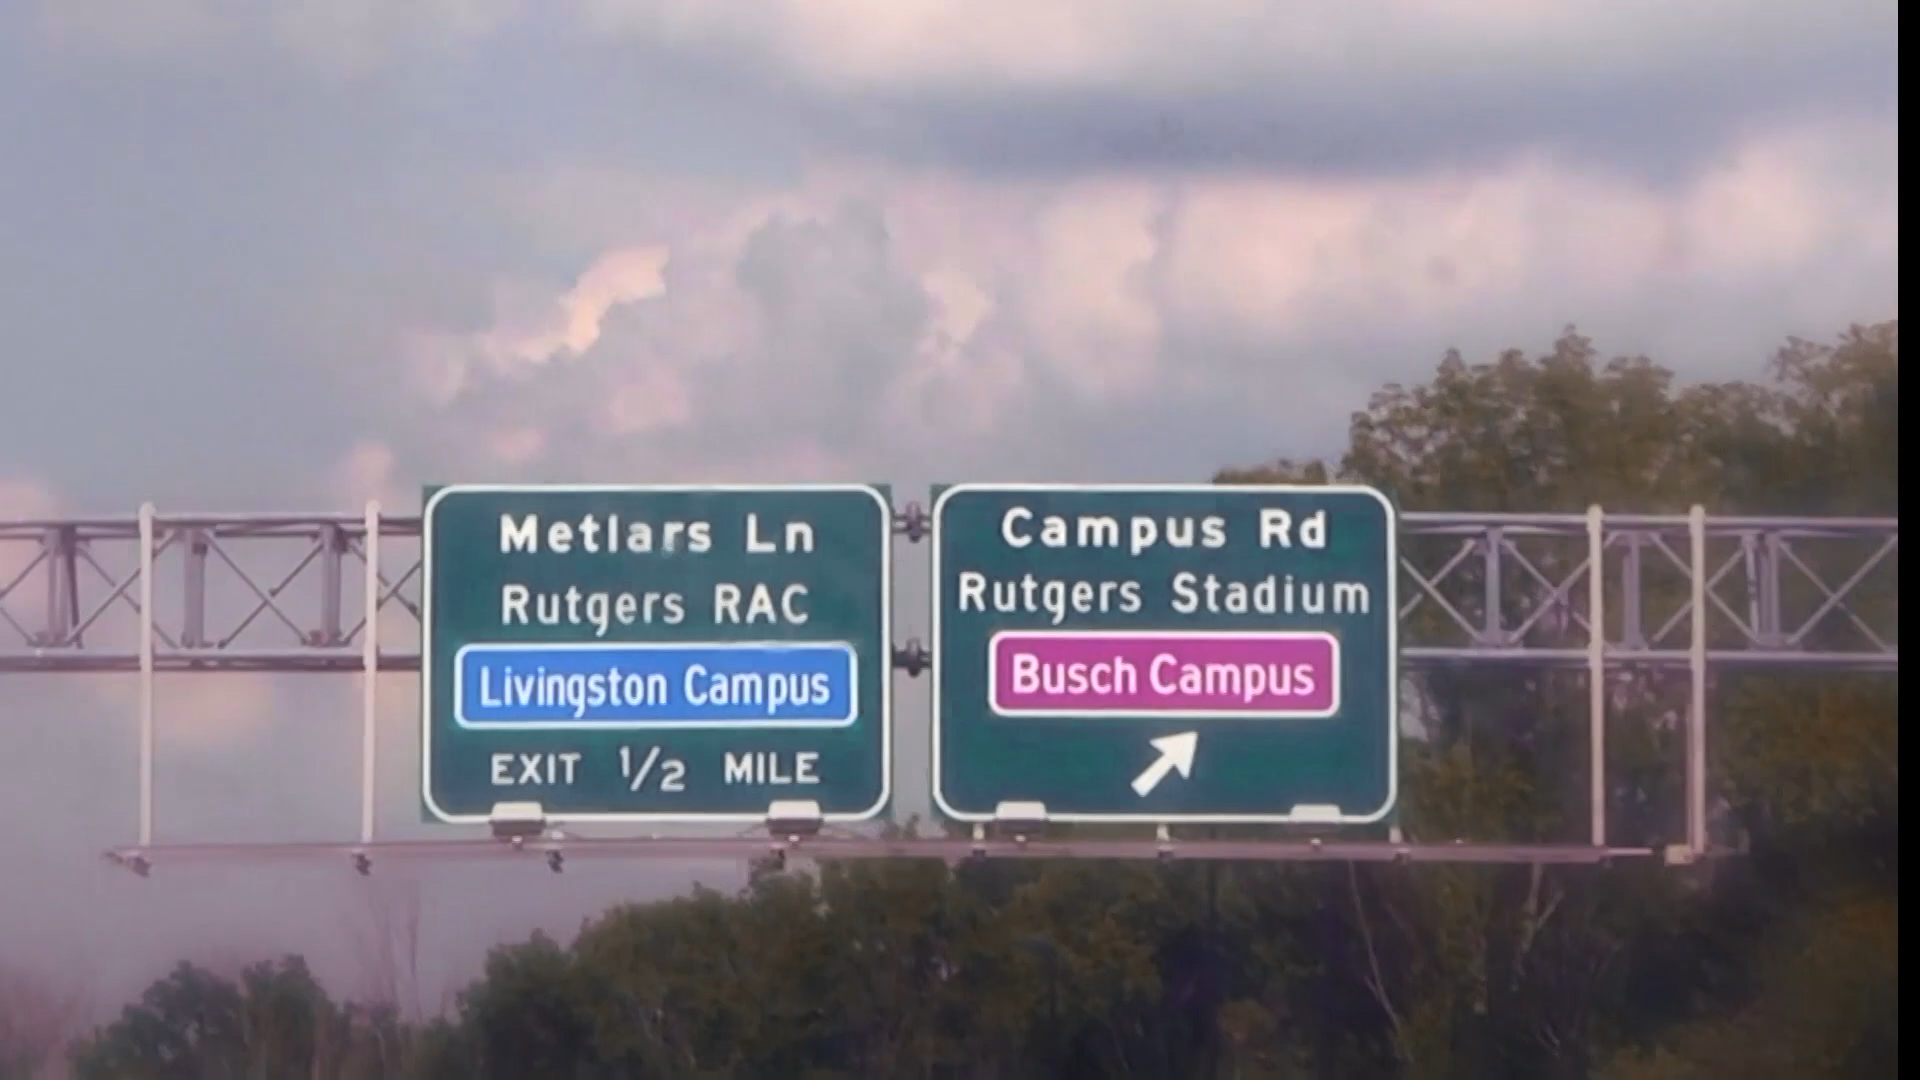 Metlars Ln
Rutgers RAC
Livingston Campus
EXIT 1/2 MILE
Campus Rd
Rutgers Stadium
Busch Campus